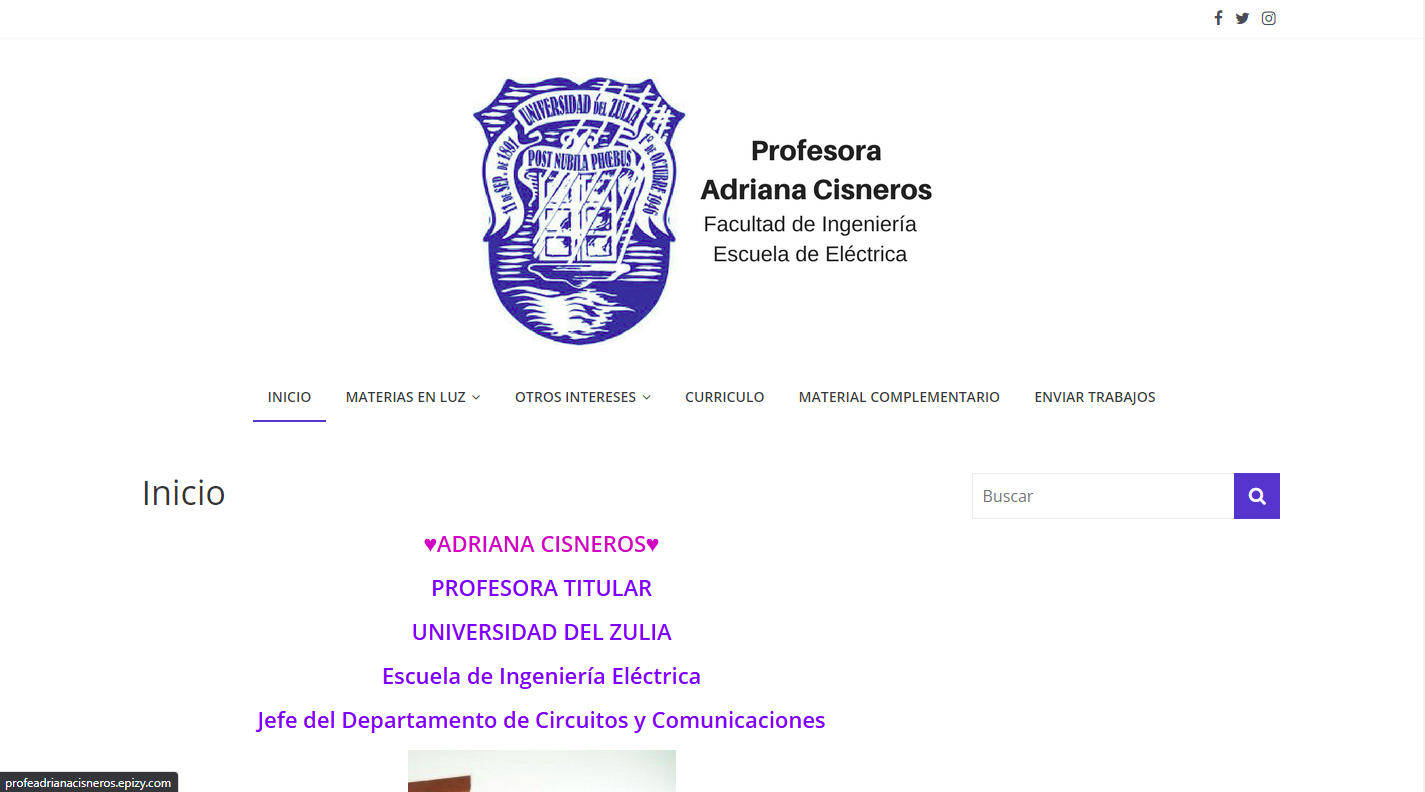 UNIVERSIDAD DEL ZULIA
11 DE SEP. DE 1891
POST NUBILA PHŒBUS
1º DE OCTUBRE 1946
Profesora
Adriana Cisneros
Facultad de Ingeniería
Escuela de Eléctrica
INICIO
MATERIAS EN LUZ
OTROS INTERESES
CURRICULO
MATERIAL COMPLEMENTARIO
ENVIAR TRABAJOS
Inicio
Buscar
♥ADRIANA CISNEROS♥
PROFESORA TITULAR
UNIVERSIDAD DEL ZULIA
Escuela de Ingeniería Eléctrica
Jefe del Departamento de Circuitos y Comunicaciones
profeadrianacisneros.epizy.com